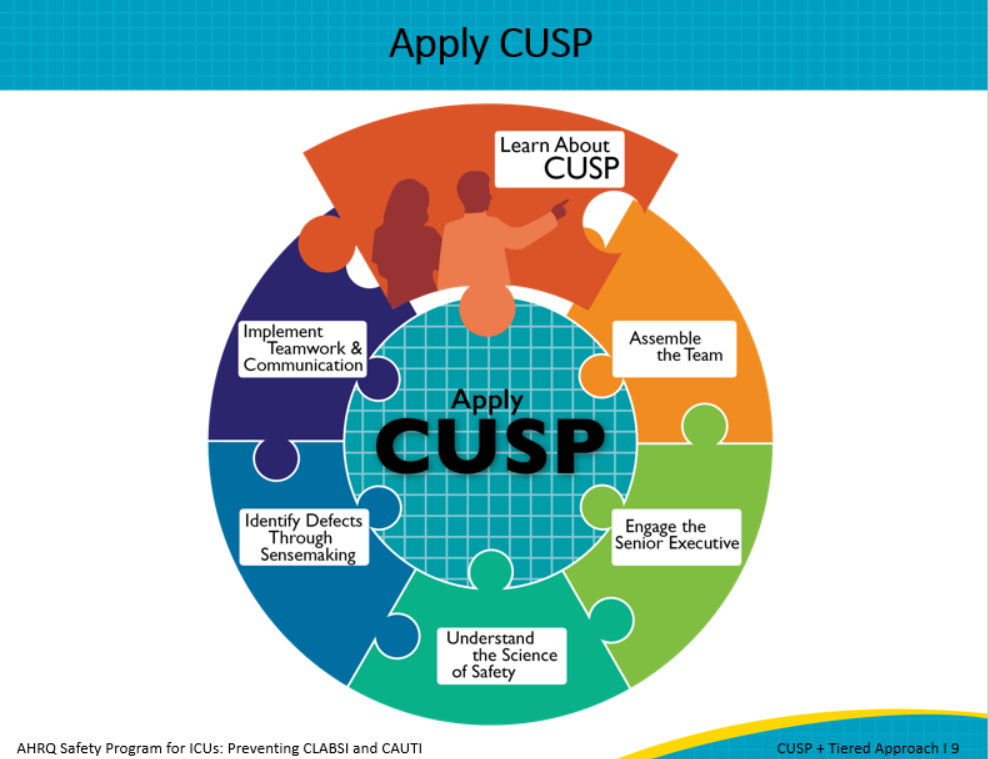 Apply CUSP
Learn About
CUSP
Assemble
the Team
Engage the
Senior Executive
Understand
the Science
of Safety
Identify Defects
Through
Sensemaking
Implement
Teamwork &
Communication
Apply
CUSP
AHRQ Safety Program for ICUs: Preventing CLABSI and CAUTI
CUSP + Tiered Approach I 9